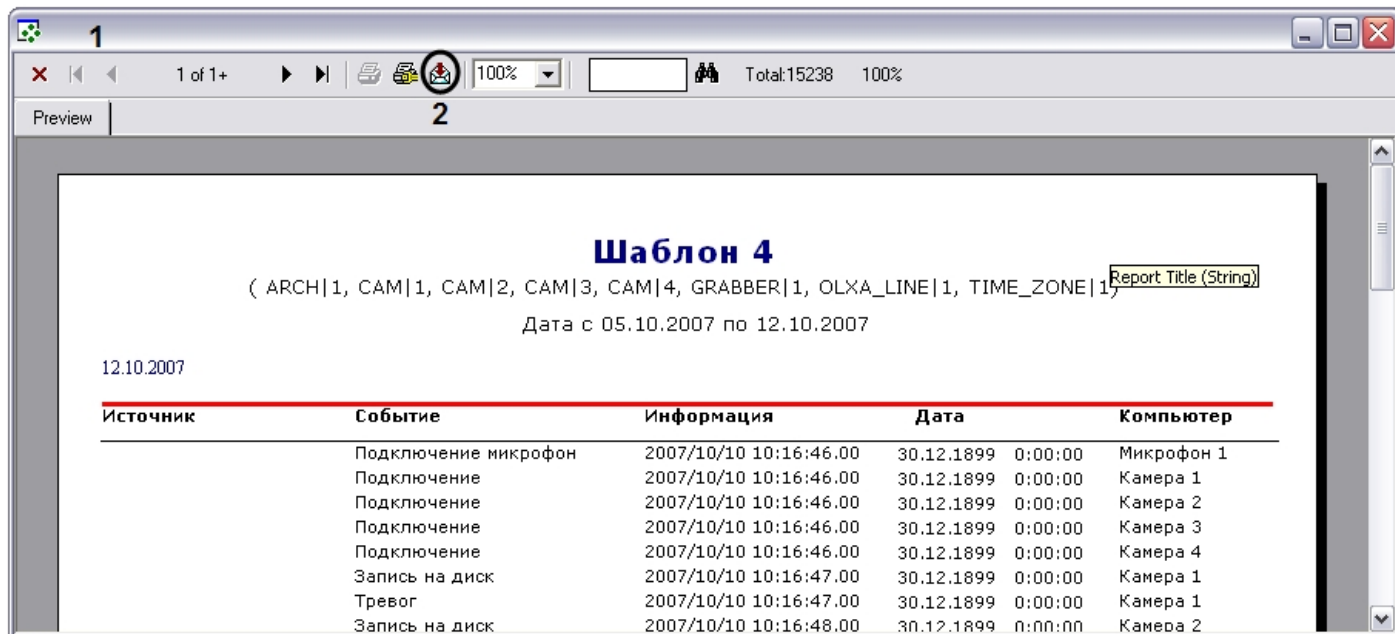 1
1 of 1+ 100% Total:15238 100%
2
Preview
Шаблон 4
( ARCH|1, CAM|1, CAM|2, CAM|3, CAM|4, GRABBER|1, OLXA_LINE|1, TIME_ZONE|1)
Report Title (String)
Дата с 05.10.2007 по 12.10.2007
12.10.2007
Источник Событие Информация Дата Компьютер
Подключение микрофон 2007/10/10 10:16:46.00 30.12.1899 0:00:00 Микрофон 1
Подключение 2007/10/10 10:16:46.00 30.12.1899 0:00:00 Камера 1
Подключение 2007/10/10 10:16:46.00 30.12.1899 0:00:00 Камера 2
Подключение 2007/10/10 10:16:46.00 30.12.1899 0:00:00 Камера 3
Подключение 2007/10/10 10:16:46.00 30.12.1899 0:00:00 Камера 4
Запись на диск 2007/10/10 10:16:47.00 30.12.1899 0:00:00 Камера 1
Тревог 2007/10/10 10:16:47.00 30.12.1899 0:00:00 Камера 1
Запись на диск 2007/10/10 10:16:48.00 30.12.1899 0:00:00 Камера 2